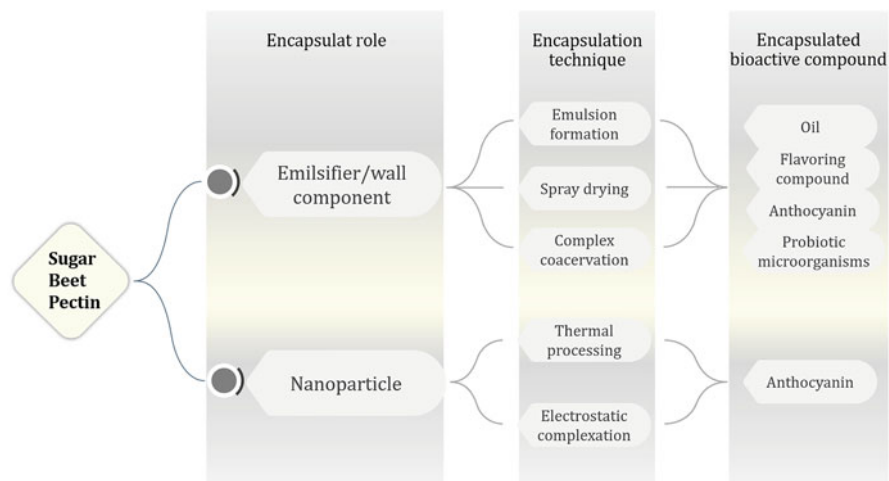 Encapsulat role
Encapsulation
technique
Encapsulated
bioactive compound
Sugar
Beet
Pectin
Emilsifier/wall
component
Emulsion
formation
Spray drying
Complex
coacervation
Oil
Flavoring
compound
Anthocyanin
Probiotic
microorganisms
Nanoparticle
Thermal
processing
Electrostatic
complexation
Anthocyanin